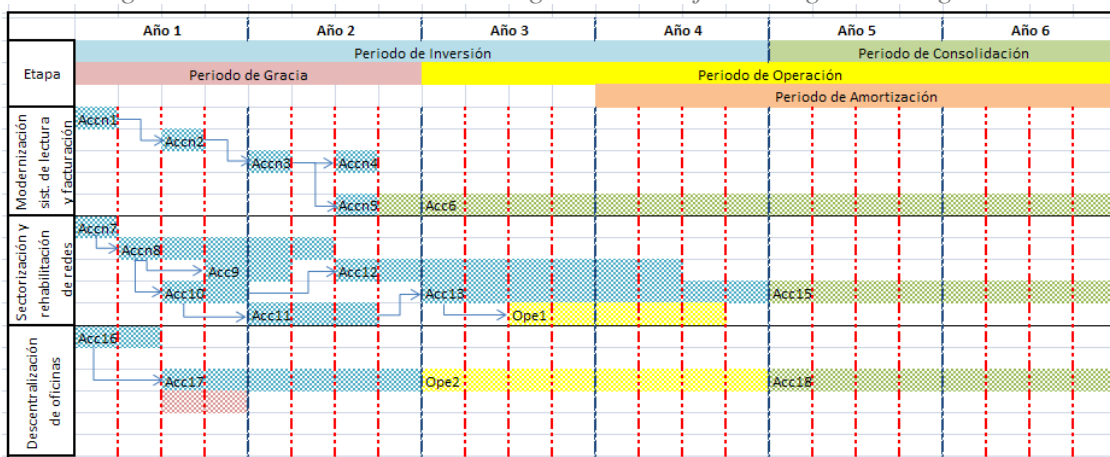 Año 1 Año 2 Año 3 Año 4 Año 5 Año 6
Etapa
Periodo de Inversión Periodo de Consolidación
Periodo de Gracia Periodo de Operación
Periodo de Amortización
Modernización
sist. de lectura
y facturación
Accn1
Accn2
Accn3 Accn4
Accn5 Acc6
Sectorización y
rehabilitación
de redes
Accn7
Accn8
Acc9 Acc12
Acc10 Acc13 Acc15
Acc11 Ope1
Descentralización
de oficinas
Acc16
Acc17 Ope2 Acc18